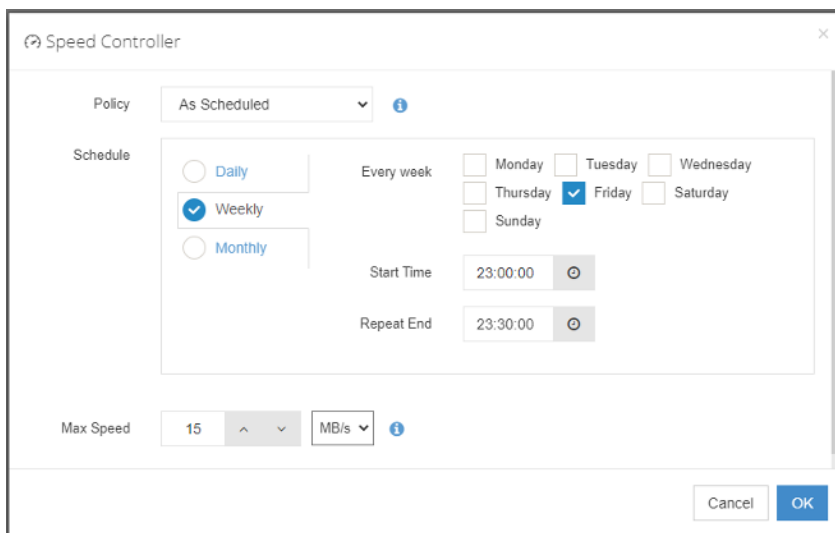 Speed Controller
Policy As Scheduled
Schedule
Daily Every week Monday Tuesday Wednesday
Weekly Thursday Friday Saturday
Sunday
Monthly
Start Time 23:00:00
Repeat End 23:30:00
Max Speed 15 MB/s
Cancel OK